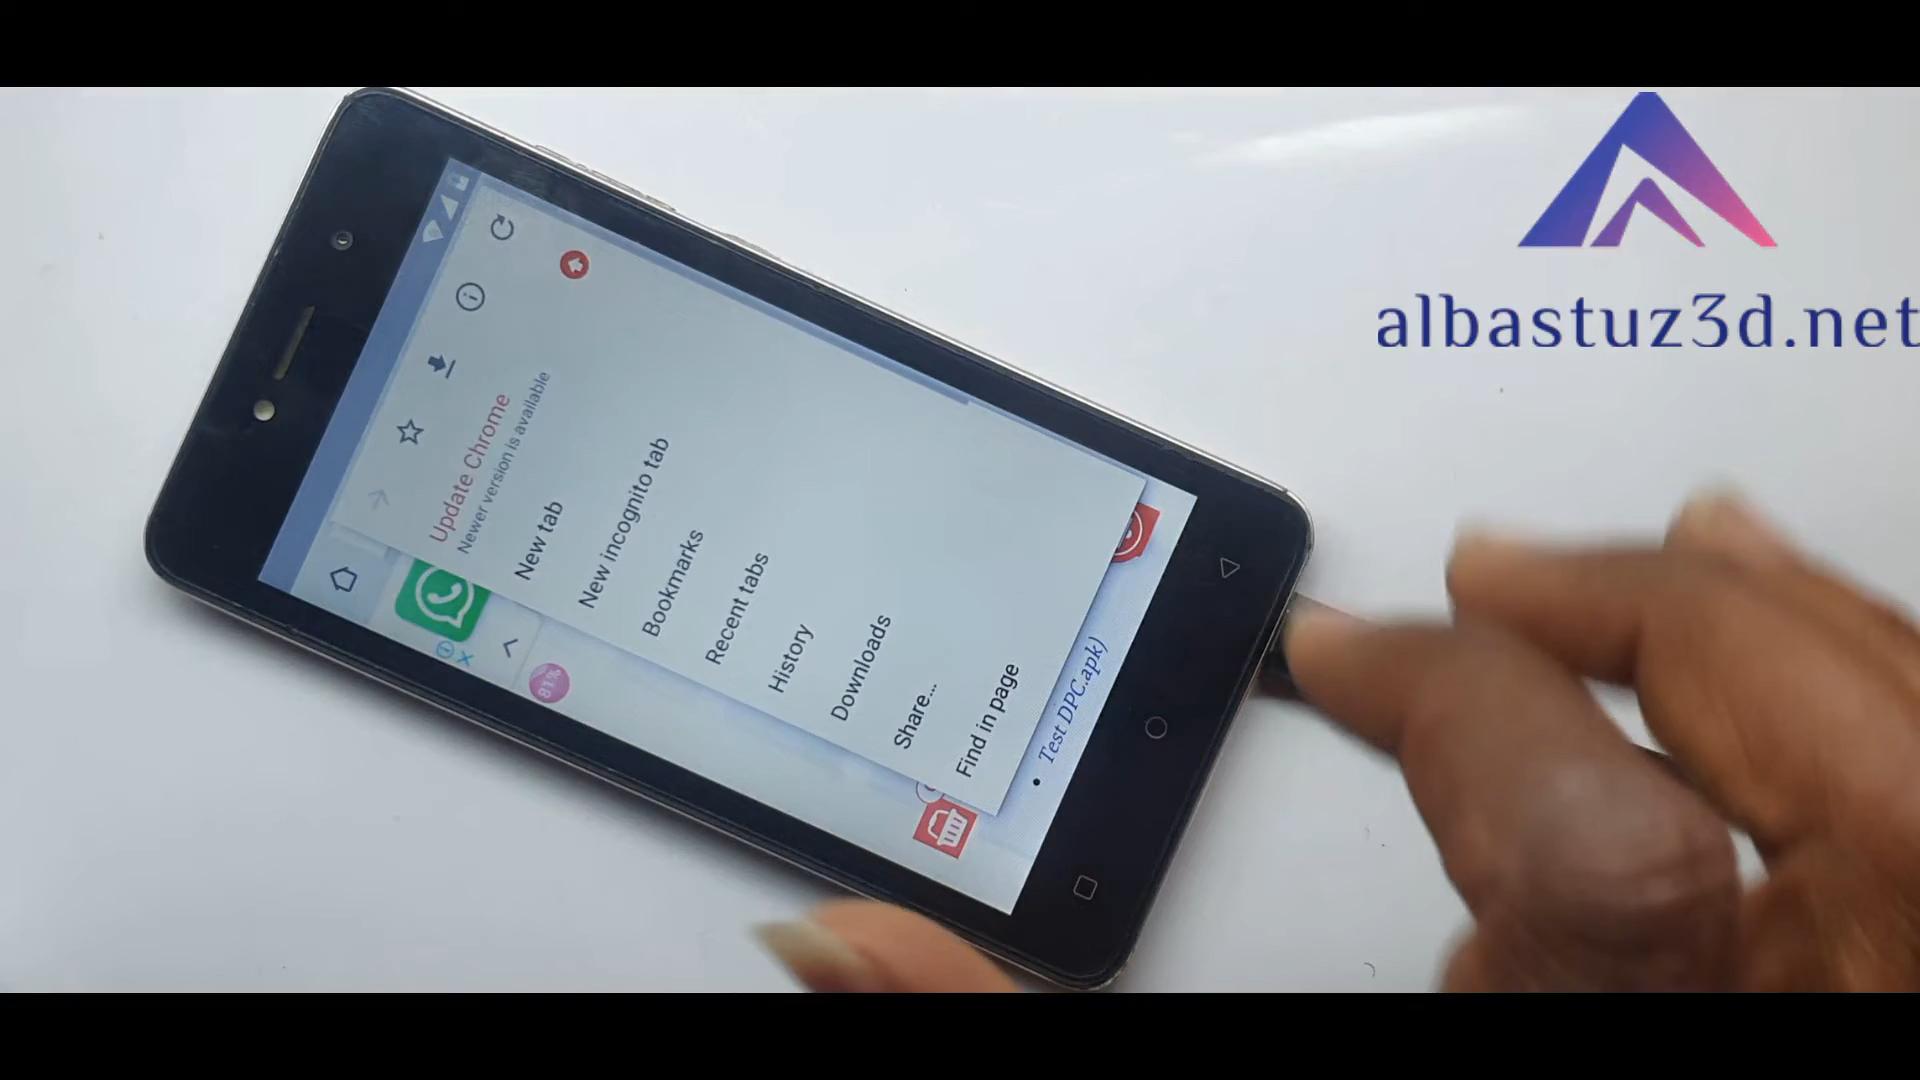 albastuz3d.net
Update Chrome
Newer version is available
New tab
New incognito tab
Bookmarks
Recent tabs
History
Downloads
Share...
Find in page
81%
• Test DPC.apk)